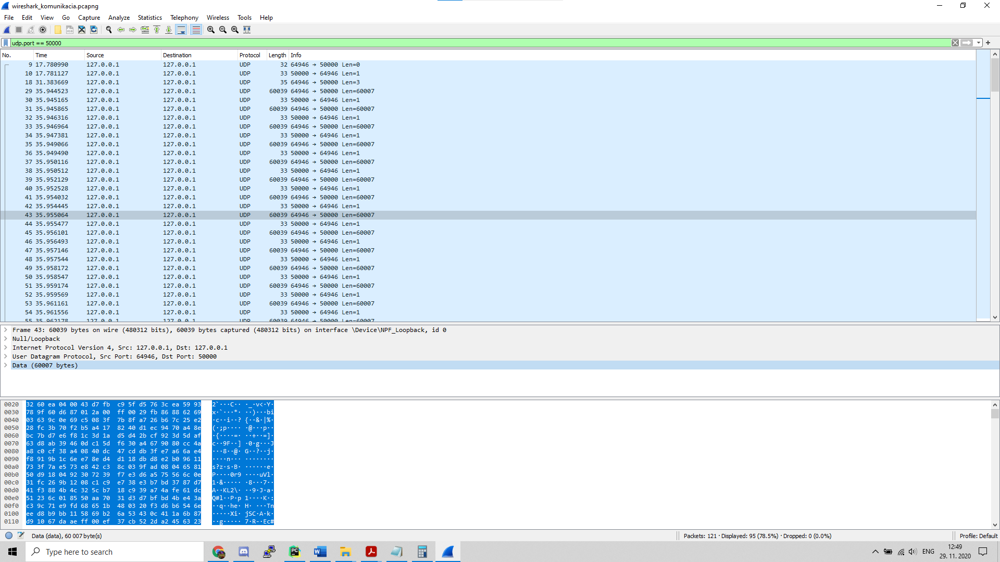 wireshark_komunikacia.pcapng
File Edit View Go Capture Analyze Statistics Telephony Wireless Tools Help
udp.port == 50000
No. Time Source Destination Protocol Length Info
9 17.780990 127.0.0.1 127.0.0.1 UDP 32 64946 → 50000 Len=0
10 17.781127 127.0.0.1 127.0.0.1 UDP 33 50000 → 64946 Len=1
18 31.383669 127.0.0.1 127.0.0.1 UDP 35 64946 → 50000 Len=3
29 35.944523 127.0.0.1 127.0.0.1 UDP 60039 64946 → 50000 Len=60007
30 35.945165 127.0.0.1 127.0.0.1 UDP 33 50000 → 64946 Len=1
31 35.945865 127.0.0.1 127.0.0.1 UDP 60039 64946 → 50000 Len=60007
32 35.946316 127.0.0.1 127.0.0.1 UDP 33 50000 → 64946 Len=1
33 35.946964 127.0.0.1 127.0.0.1 UDP 60039 64946 → 50000 Len=60007
34 35.947381 127.0.0.1 127.0.0.1 UDP 33 50000 → 64946 Len=1
35 35.949066 127.0.0.1 127.0.0.1 UDP 60039 64946 → 50000 Len=60007
36 35.949490 127.0.0.1 127.0.0.1 UDP 33 50000 → 64946 Len=1
37 35.950116 127.0.0.1 127.0.0.1 UDP 60039 64946 → 50000 Len=60007
38 35.950512 127.0.0.1 127.0.0.1 UDP 33 50000 → 64946 Len=1
39 35.952129 127.0.0.1 127.0.0.1 UDP 60039 64946 → 50000 Len=60007
40 35.952528 127.0.0.1 127.0.0.1 UDP 33 50000 → 64946 Len=1
41 35.954032 127.0.0.1 127.0.0.1 UDP 60039 64946 → 50000 Len=60007
42 35.954445 127.0.0.1 127.0.0.1 UDP 33 50000 → 64946 Len=1
43 35.955064 127.0.0.1 127.0.0.1 UDP 60039 64946 → 50000 Len=60007
44 35.955477 127.0.0.1 127.0.0.1 UDP 33 50000 → 64946 Len=1
45 35.956101 127.0.0.1 127.0.0.1 UDP 60039 64946 → 50000 Len=60007
46 35.956493 127.0.0.1 127.0.0.1 UDP 33 50000 → 64946 Len=1
47 35.957146 127.0.0.1 127.0.0.1 UDP 60039 64946 → 50000 Len=60007
48 35.957544 127.0.0.1 127.0.0.1 UDP 33 50000 → 64946 Len=1
49 35.958172 127.0.0.1 127.0.0.1 UDP 60039 64946 → 50000 Len=60007
50 35.958547 127.0.0.1 127.0.0.1 UDP 33 50000 → 64946 Len=1
51 35.959174 127.0.0.1 127.0.0.1 UDP 60039 64946 → 50000 Len=60007
52 35.959569 127.0.0.1 127.0.0.1 UDP 33 50000 → 64946 Len=1
53 35.961161 127.0.0.1 127.0.0.1 UDP 60039 64946 → 50000 Len=60007
54 35.961556 127.0.0.1 127.0.0.1 UDP 33 50000 → 64946 Len=1
55 35.962178 127.0.0.1 127.0.0.1 UDP 60039 64946 → 50000 Len=60007
Frame 43: 60039 bytes on wire (480312 bits), 60039 bytes captured (480312 bits) on interface \Device\NPF_Loopback, id 0
Null/Loopback
Internet Protocol Version 4, Src: 127.0.0.1, Dst: 127.0.0.1
User Datagram Protocol, Src Port: 64946, Dst Port: 50000
Data (60007 bytes)
0020 32 60 ea 04 00 43 d7 fb c9 5f d5 76 3c ea 59 93 2`···C·· ·_·v<·Y·
0030 78 9f 60 d6 87 01 2a 00 ff 00 29 fb 86 88 62 69 x·`···*· ··)···bi
0040 03 63 9c 0e 69 c5 08 3f 7b 8f a7 26 b6 7c 25 e2 ·c··i··? {··&·|%·
0050 28 fc 3b 70 f2 b5 a4 17 82 40 d1 ec 94 70 a4 8e (·;p···· ·@···p··
0060 bc 7b d7 e6 f8 1c 3d 1a d5 d4 2b cf 92 3d 5d af ·{····=· ··+··=]·
0070 63 d8 ab 39 46 0d c1 5d f6 30 a4 67 90 80 cc 4a c··9F··] ·0·g···J
0080 a8 c0 cf 38 a4 08 40 dc 47 cd db 3f e7 a6 6a e4 ···8··@· G··?··j·
0090 f8 91 9b 1c 6e e7 8e d4 d1 18 db d8 e2 b0 96 11 ····n··· ········
00a0 73 3f 7a e5 73 e8 42 c3 8c 03 9f ad 08 04 65 81 s?z·s·B· ······e·
00b0 50 d9 18 04 92 30 72 39 f7 e3 d6 a5 75 56 6c 0e P····0r9 ····uVl·
00c0 31 fc 26 9b 12 08 c1 c9 e7 38 e3 b7 bd 37 87 d7 1·&····· ·8···7··
00d0 41 f3 88 4b 4c 32 5c b7 18 c9 39 a7 4a fe 61 dc A··KL2\· ··9·J·a·
00e0 51 23 6c 01 85 50 aa 70 31 d3 d7 bf bd 4b e4 3a Q#l··P·p 1····K·:
00f0 c3 9c 71 e9 fd 68 65 1b 48 03 20 f3 d6 b6 54 6e ··q··he· H· ···Tn
0100 ee d8 b9 bb 11 58 69 b2 6a 53 43 0c 41 1a 6b 87 ·····Xi· jSC·A·k·
0110 d9 10 67 da ae ff 00 ef 37 cb 52 2d a2 45 63 23 ··g····· 7·R-·Ec#
Data (data), 60 007 byte(s)
Packets: 121 · Displayed: 95 (78.5%) · Dropped: 0 (0.0%)
Profile: Default
Type here to search
ENG
12:49
29. 11. 2020